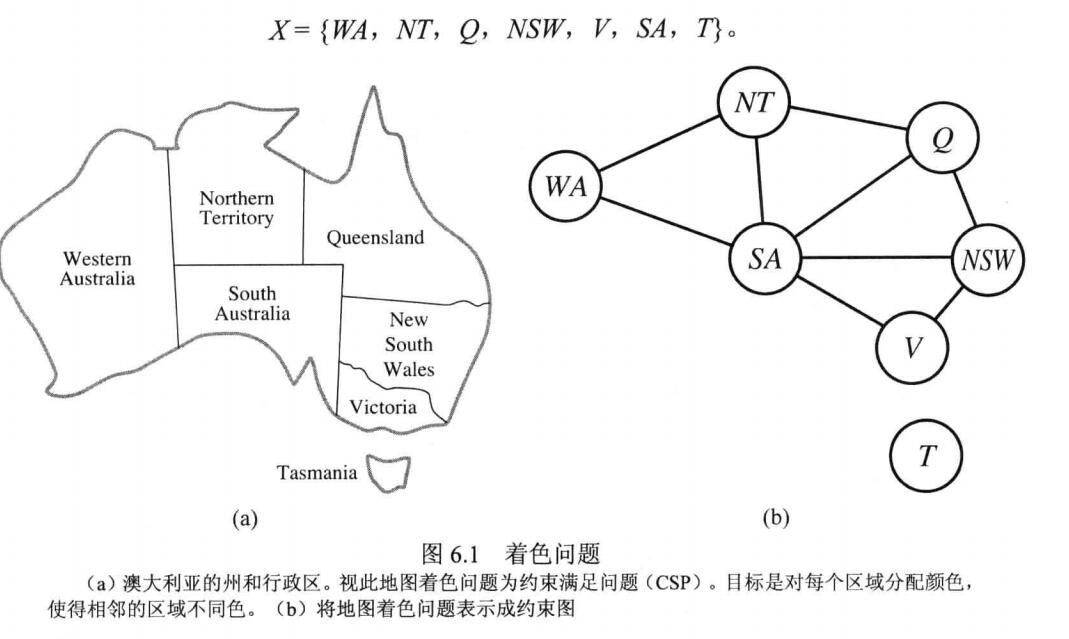 X = {WA，NT，Q，NSW，V，SA，T}。
Northern
Territory
Western
Australia
Queensland
South
Australia
New
South
Wales
Victoria
Tasmania
(a)
NT
Q
WA
SA
NSW
V
T
(b)
图 6.1 着色问题
（a）澳大利亚的州和行政区。视此地图着色问题为约束满足问题（CSP）。目标是对每个区域分配颜色，
使得相邻的区域不同色。（b）将地图着色问题表示成约束图